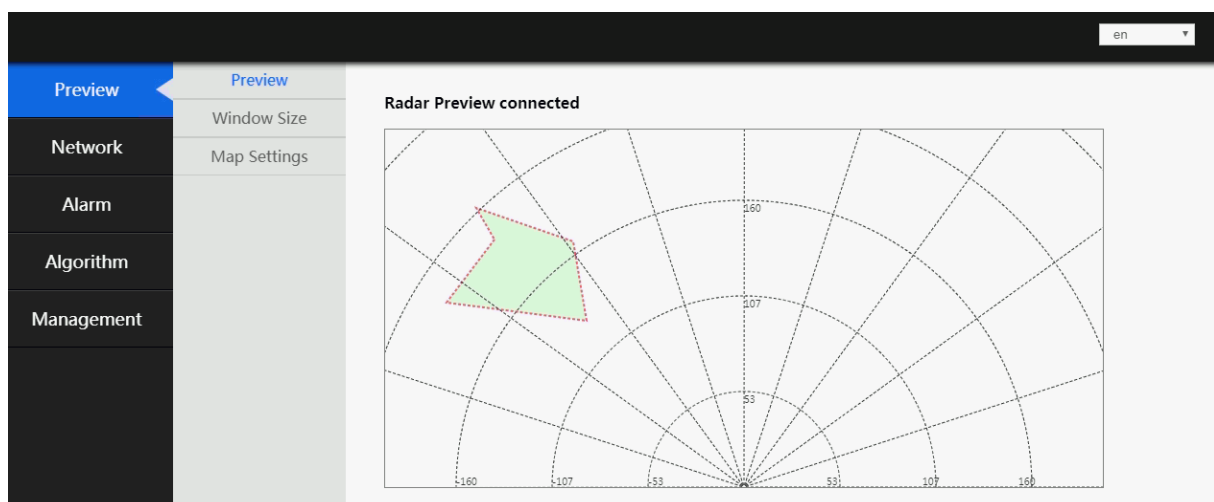 en
Preview
Network
Alarm
Algorithm
Management
Preview
Window Size
Map Settings
Radar Preview connected
160
107
53
-160
-107
-53
53
107
160